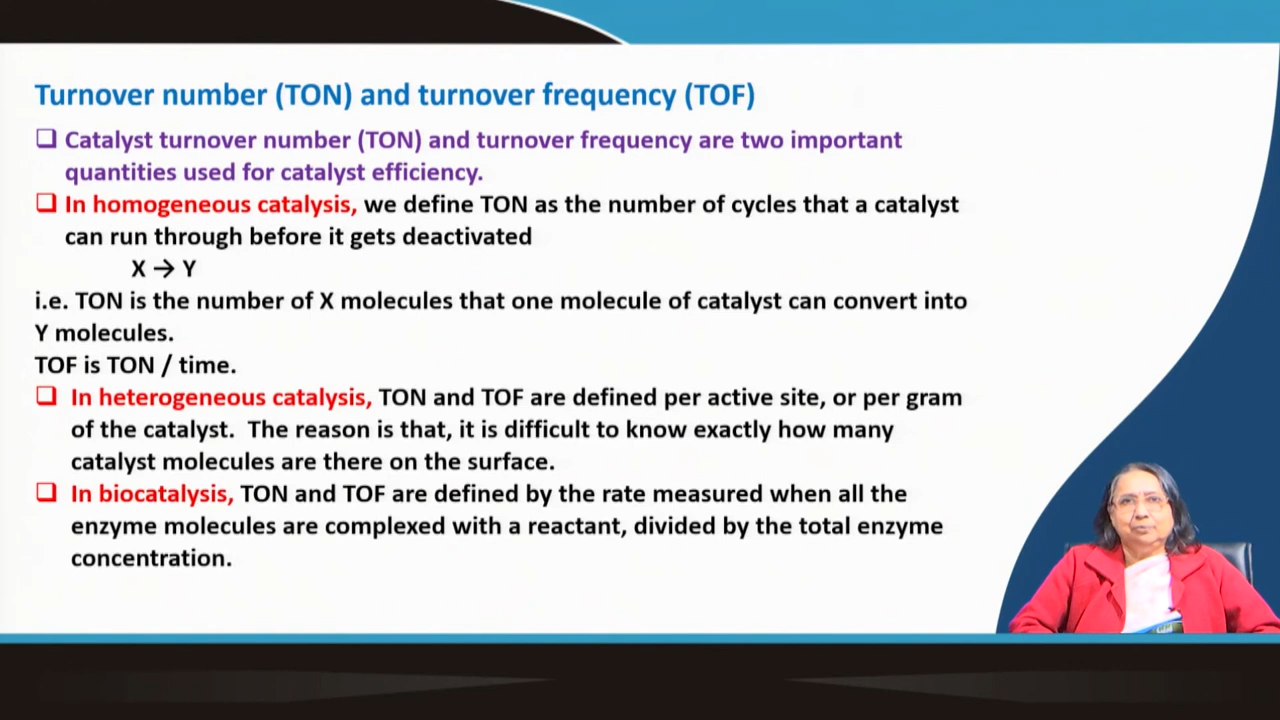 Turnover number (TON) and turnover frequency (TOF)
❑ Catalyst turnover number (TON) and turnover frequency are two important
quantities used for catalyst efficiency.
❑ In homogeneous catalysis, we define TON as the number of cycles that a catalyst
can run through before it gets deactivated
X → Y
i.e. TON is the number of X molecules that one molecule of catalyst can convert into
Y molecules.
TOF is TON / time.
❑ In heterogeneous catalysis, TON and TOF are defined per active site, or per gram
of the catalyst. The reason is that, it is difficult to know exactly how many
catalyst molecules are there on the surface.
❑ In biocatalysis, TON and TOF are defined by the rate measured when all the
enzyme molecules are complexed with a reactant, divided by the total enzyme
concentration.